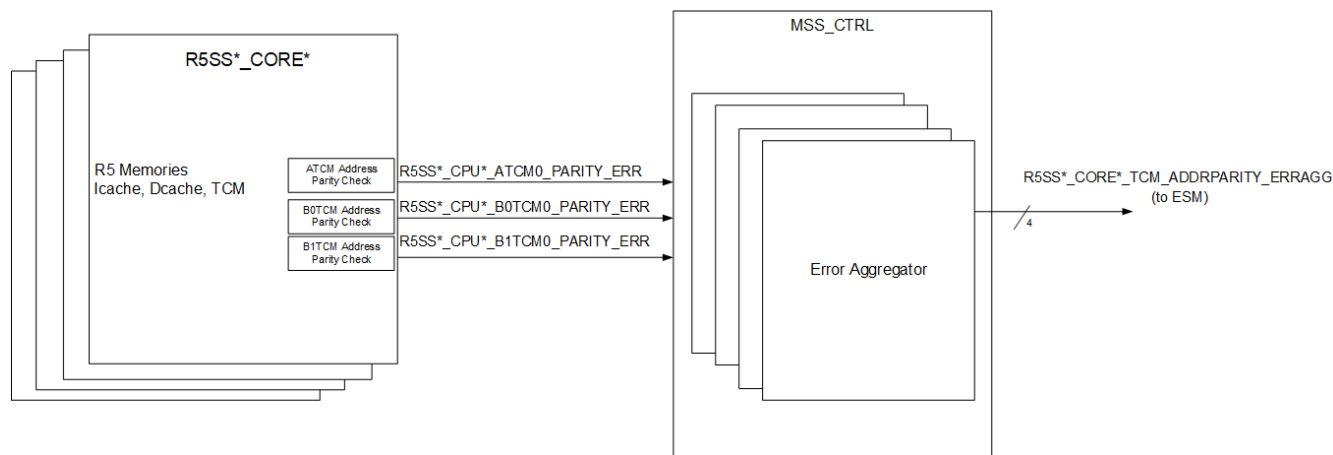 R5SS*_CORE*
R5 Memories
Icache, Dcache, TCM
ATCM Address
Parity Check
B0TCM Address
Parity Check
B1TCM Address
Parity Check
R5SS*_CPU*_ATCM0_PARITY_ERR
R5SS*_CPU*_B0TCM0_PARITY_ERR
R5SS*_CPU*_B1TCM0_PARITY_ERR
MSS_CTRL
Error Aggregator
R5SS*_CORE*_TCM_ADDRPARITY_ERRAGG
(to ESM)
4